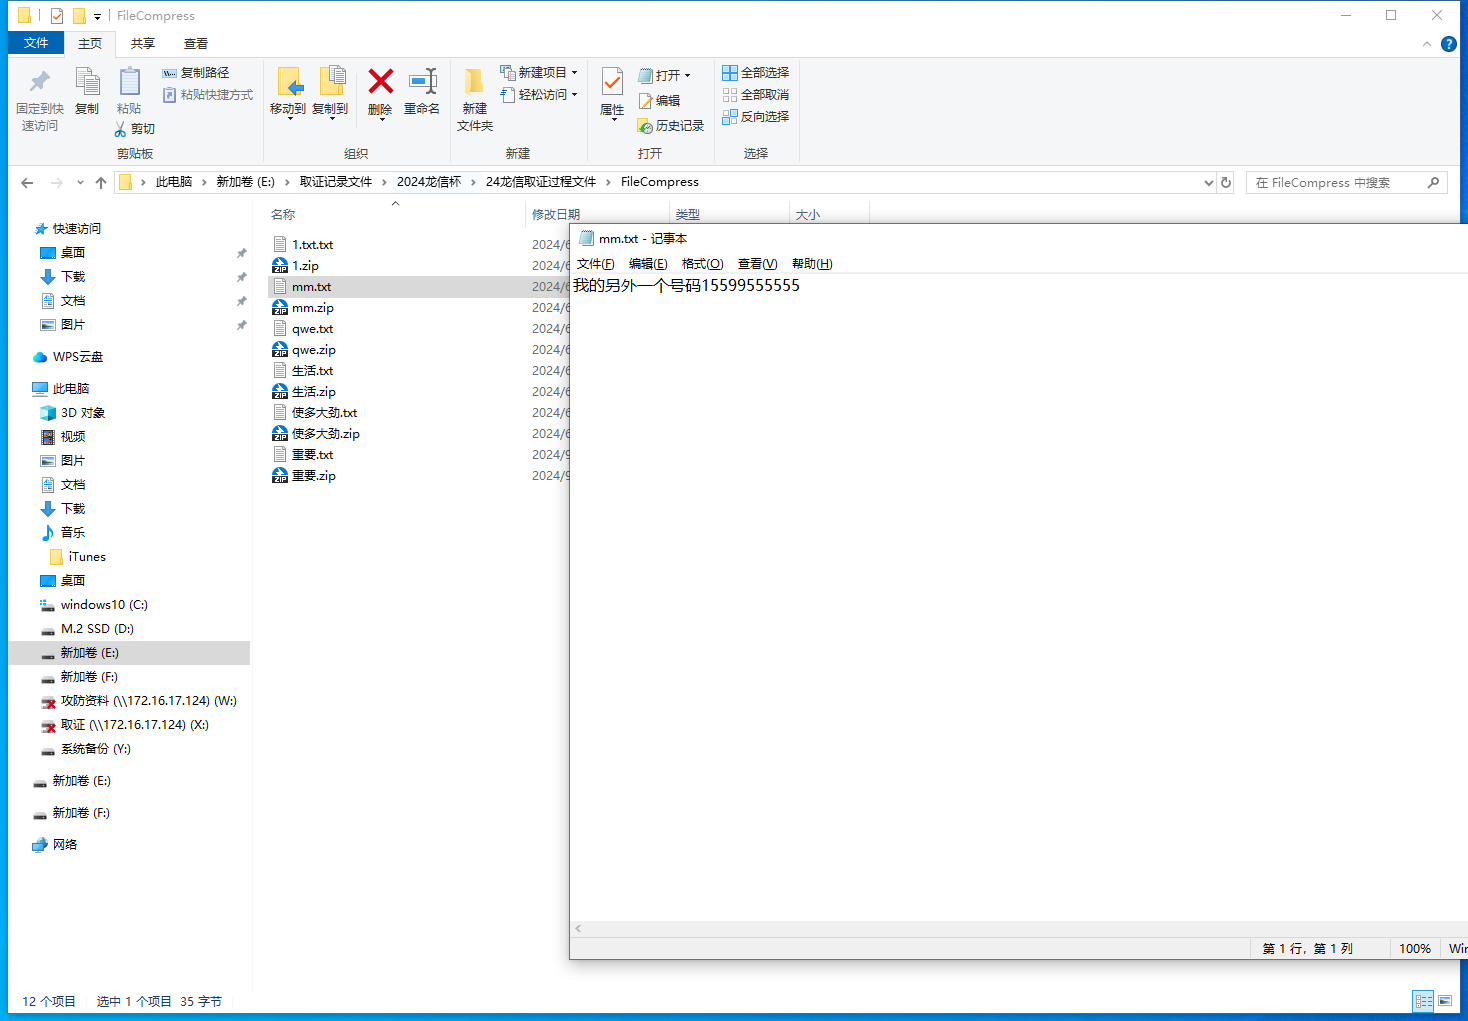 FileCompress
文件 主页 共享 查看
固定到快速访问
复制
粘贴
复制路径
粘贴快捷方式
剪切
剪贴板
移动到
复制到
删除
重命名
组织
新建文件夹
新建项目
轻松访问
新建
属性
打开
编辑
历史记录
打开
全部选择
全部取消
反向选择
选择
此电脑 › 新加卷 (E:) › 取证记录文件 › 2024龙信杯 › 24龙信取证过程文件 › FileCompress
在 FileCompress 中搜索
快速访问
桌面
下载
文档
图片
WPS云盘
此电脑
3D 对象
视频
图片
文档
下载
音乐
iTunes
桌面
windows10 (C:)
M.2 SSD (D:)
新加卷 (E:)
新加卷 (F:)
攻防资料 (\\172.16.17.124) (W:)
取证 (\\172.16.17.124) (X:)
系统备份 (Y:)
新加卷 (E:)
新加卷 (F:)
网络
名称 修改日期 类型 大小
1.txt.txt 2024/6
1.zip 2024/6
mm.txt 2024/6
mm.zip 2024/6
qwe.txt 2024/6
qwe.zip 2024/6
生活.txt 2024/6
生活.zip 2024/6
使多大劲.txt 2024/6
使多大劲.zip 2024/6
重要.txt 2024/9
重要.zip 2024/9
mm.txt - 记事本
文件(F) 编辑(E) 格式(O) 查看(V) 帮助(H)
我的另外一个号码15599555555
第 1 行，第 1 列 100% Win
12 个项目 选中 1 个项目 35 字节